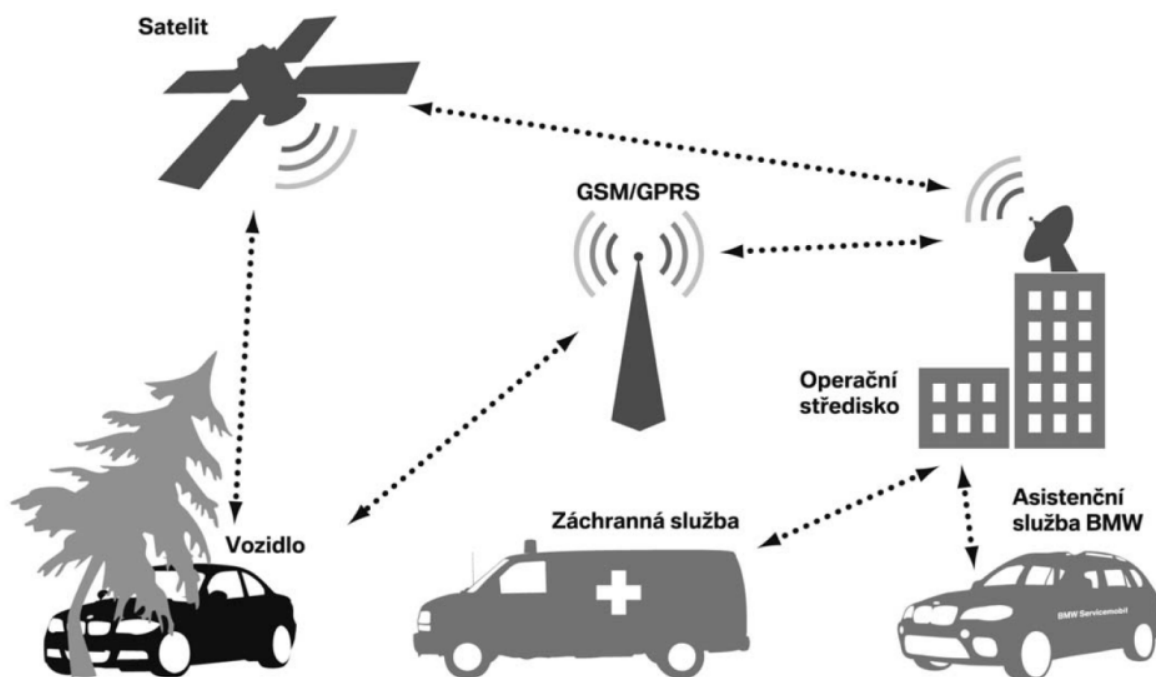 Satelit
GSM/GPRS
Operační
středisko
Asistenční
služba BMW
Záchranná služba
Vozidlo
BMW Servicemobil